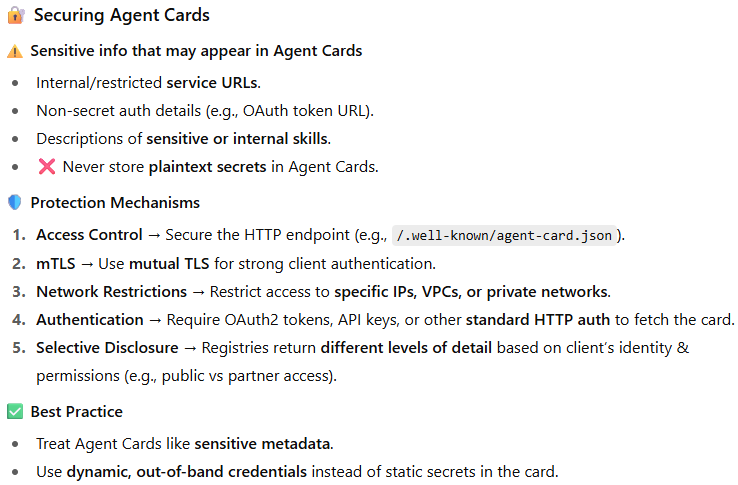 🔐 Securing Agent Cards
⚠️ Sensitive info that may appear in Agent Cards
• Internal/restricted service URLs.
• Non-secret auth details (e.g., OAuth token URL).
• Descriptions of sensitive or internal skills.
• ❌ Never store plaintext secrets in Agent Cards.
🛡️ Protection Mechanisms
1. Access Control → Secure the HTTP endpoint (e.g., /.well-known/agent-card.json).
2. mTLS → Use mutual TLS for strong client authentication.
3. Network Restrictions → Restrict access to specific IPs, VPCs, or private networks.
4. Authentication → Require OAuth2 tokens, API keys, or other standard HTTP auth to fetch the card.
5. Selective Disclosure → Registries return different levels of detail based on client's identity &
permissions (e.g., public vs partner access).
✅ Best Practice
• Treat Agent Cards like sensitive metadata.
• Use dynamic, out-of-band credentials instead of static secrets in the card.